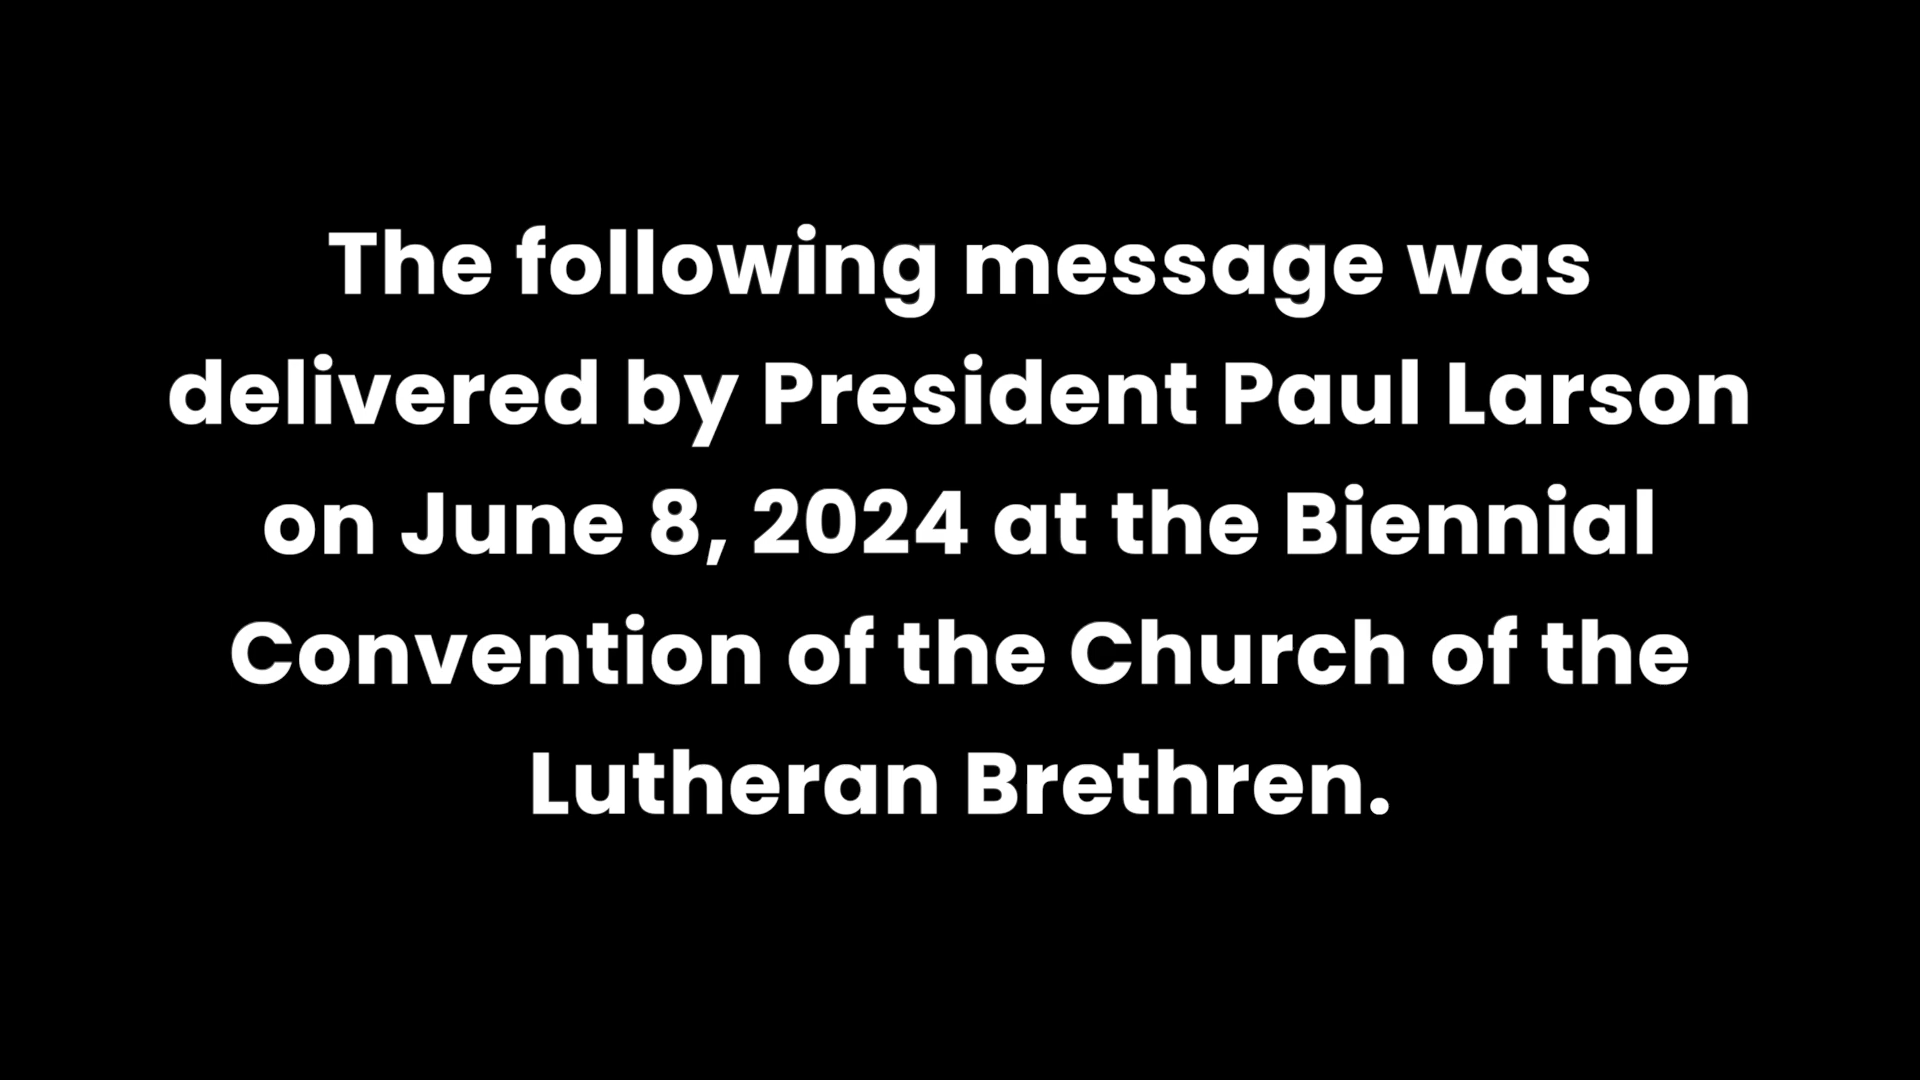 The following message was
delivered by President Paul Larson
on June 8, 2024 at the Biennial
Convention of the Church of the
Lutheran Brethren.